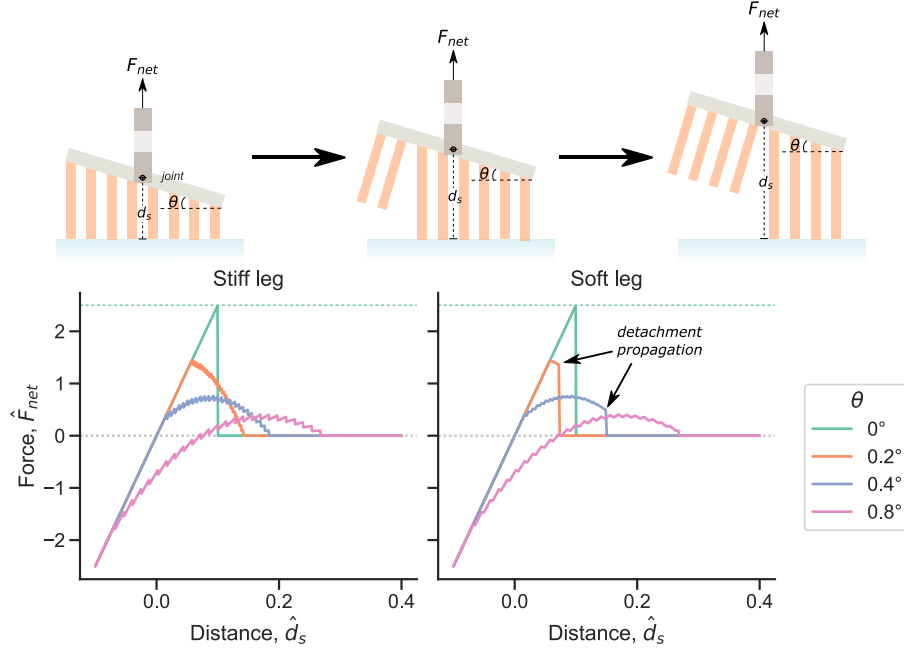 F_net
F_net
F_net
joint
θ
d_s
θ
d_s
θ
d_s
Stiff leg
Soft leg
Force, F̂_net
2
1
0
−1
−2
detachment
propagation
θ
0°
0.2°
0.4°
0.8°
0.0
0.2
0.4
0.0
0.2
0.4
Distance, d̂_s
Distance, d̂_s